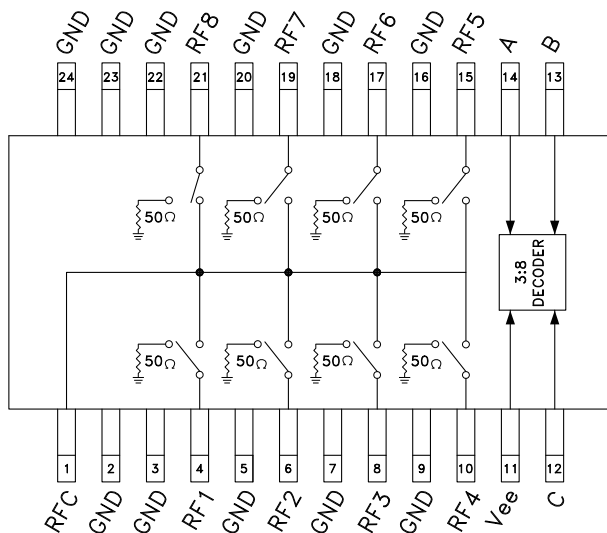 GND
GND
GND
RF8
GND
RF7
GND
RF6
GND
RF5
A
B
24
23
22
21
20
19
18
17
16
15
14
13
50Ω
50Ω
50Ω
50Ω
3:8
DECODER
50Ω
50Ω
50Ω
50Ω
1
2
3
4
5
6
7
8
9
10
11
12
RFC
GND
GND
RF1
GND
RF2
GND
RF3
GND
RF4
Vee
C